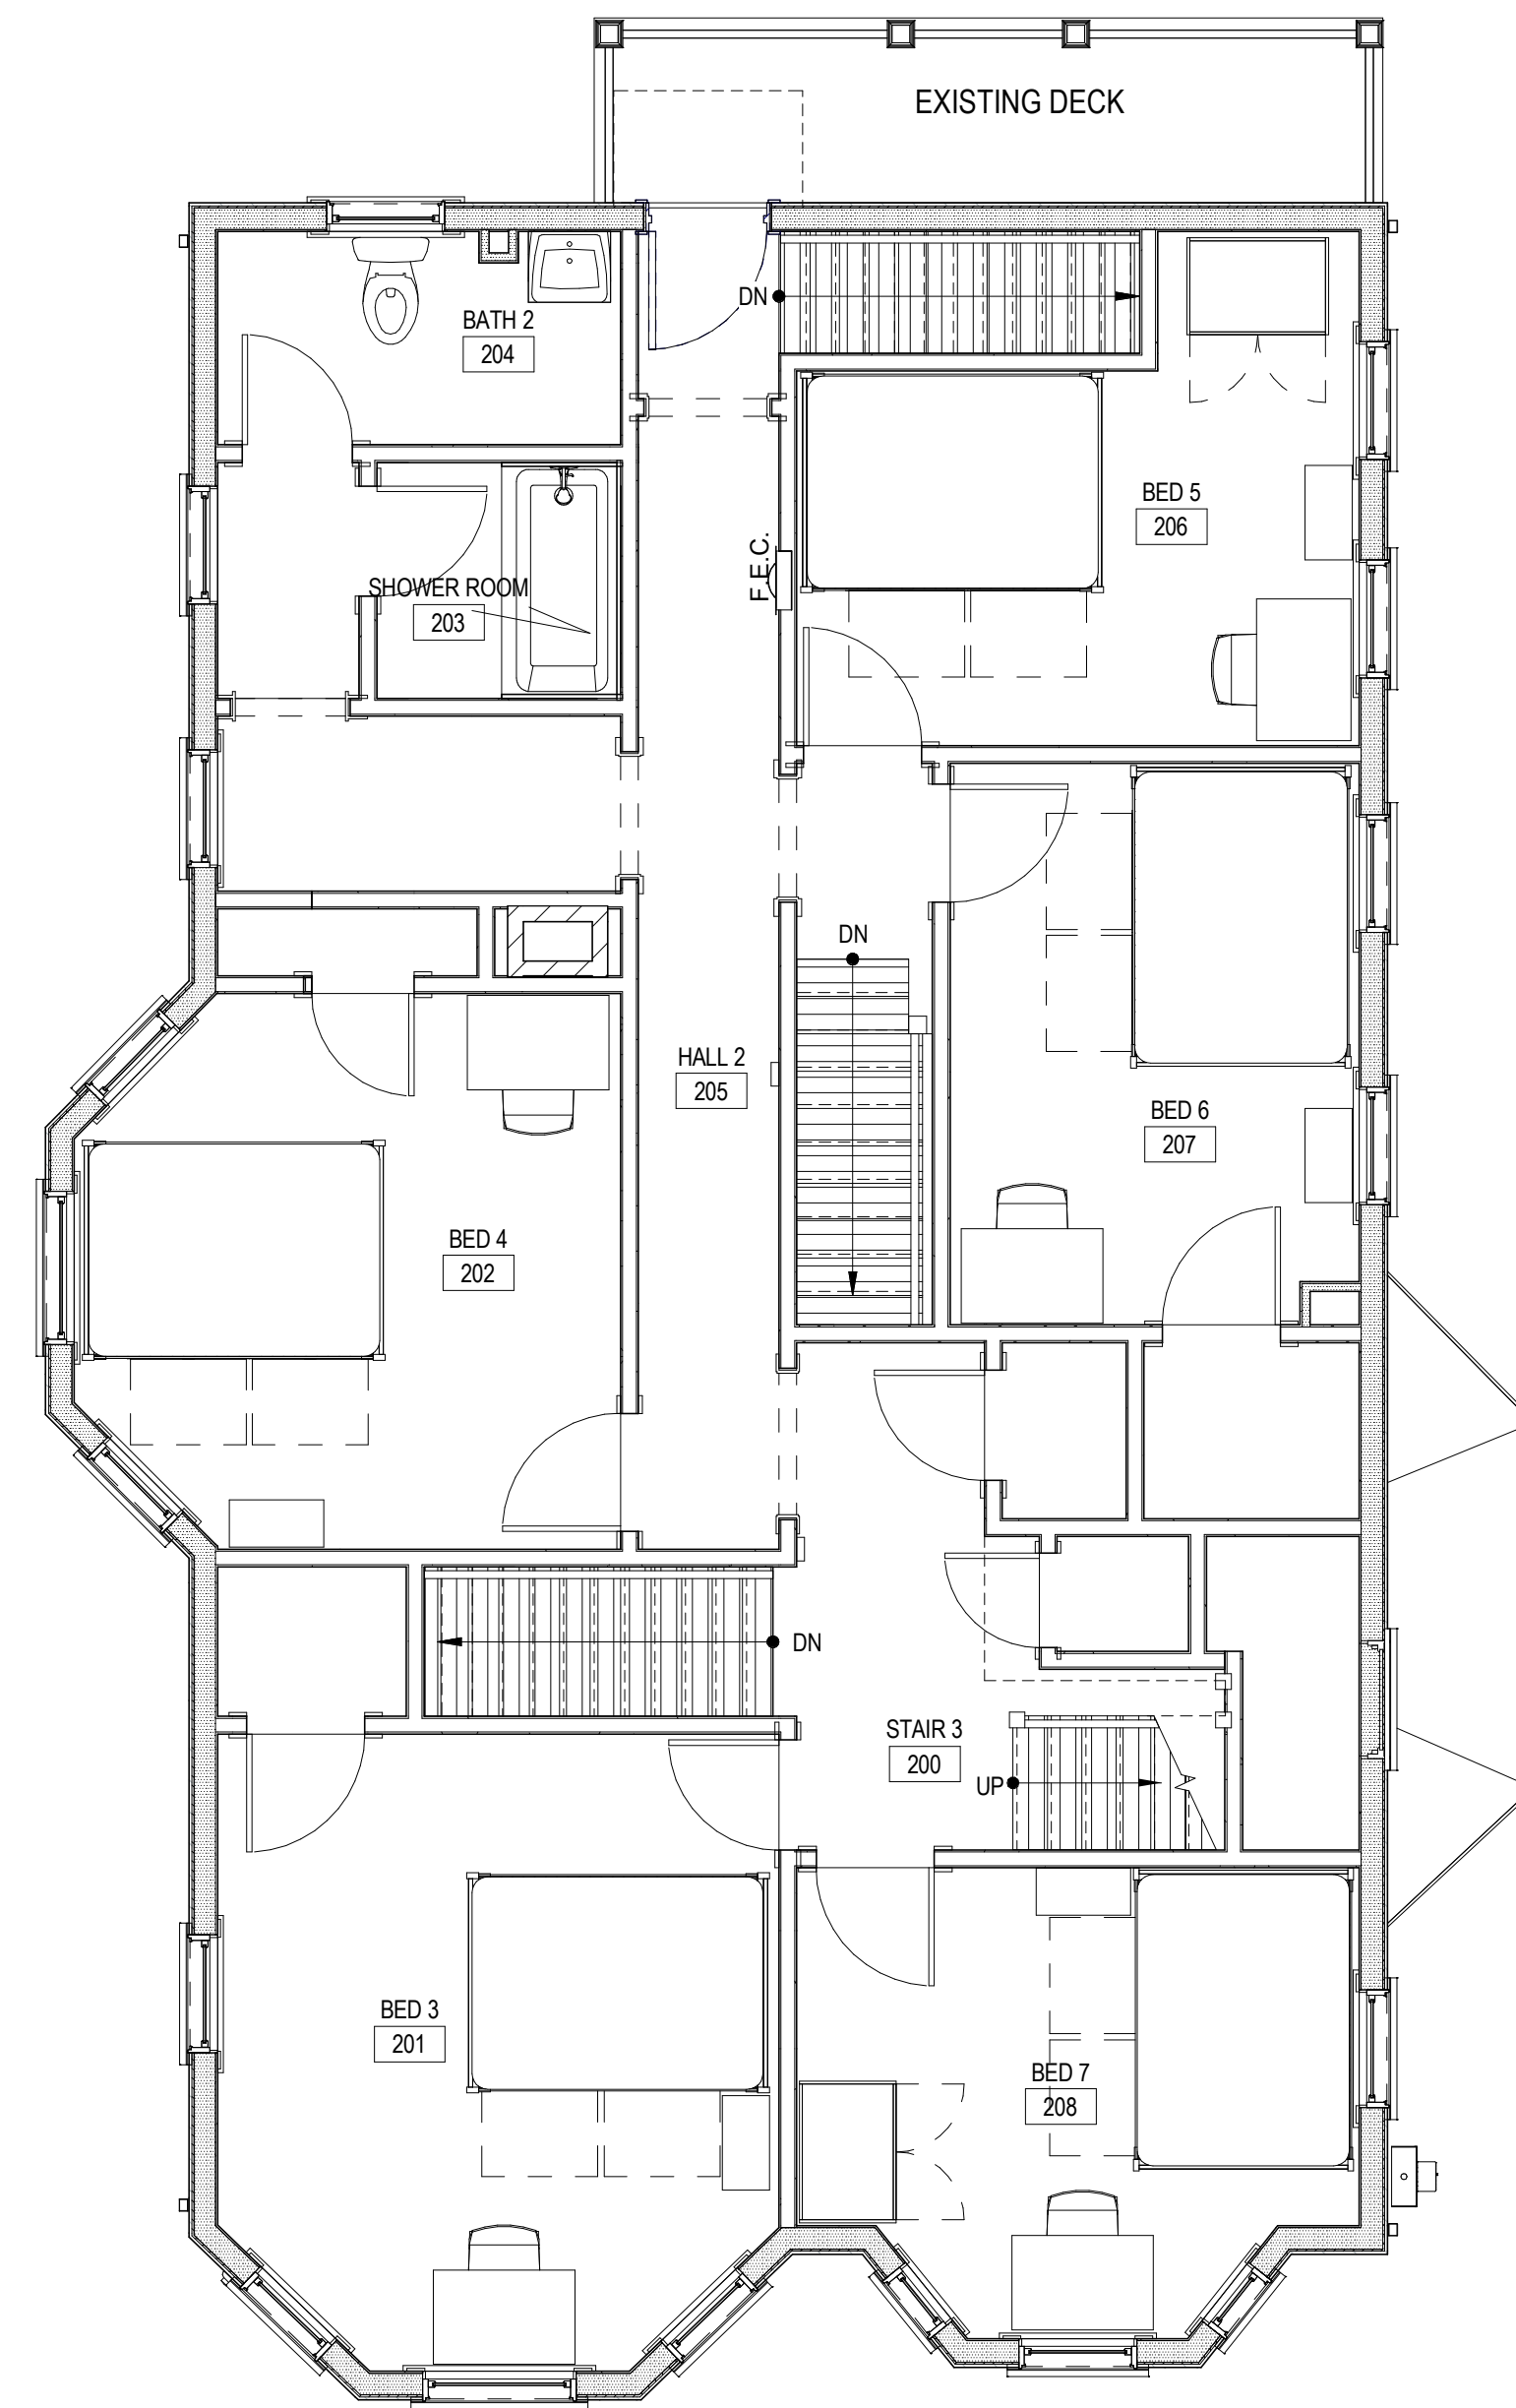 EXISTING DECK
DN
BATH 2
204
BED 5
206
F.E.C.
SHOWER ROOM
203
DN
HALL 2
205
BED 6
207
BED 4
202
DN
STAIR 3
200
UP
BED 3
201
BED 7
208